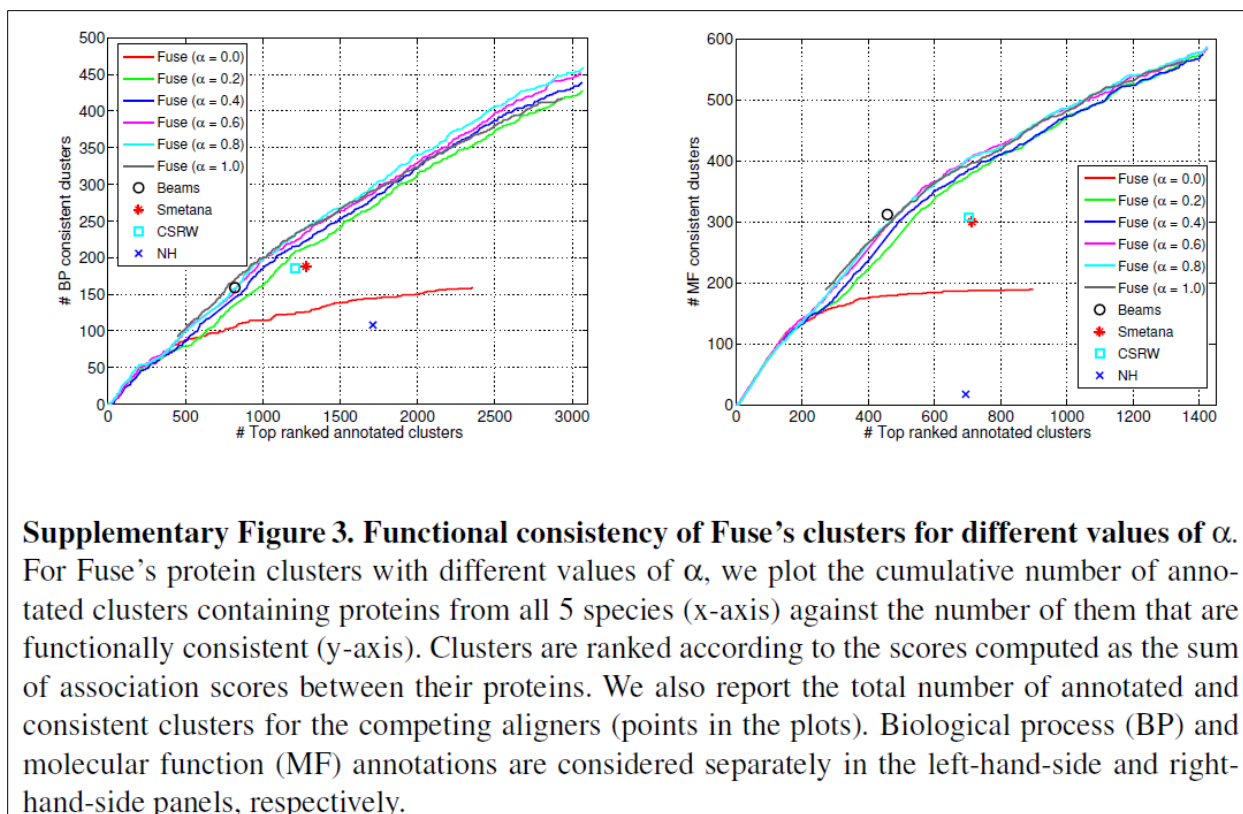 500
450
400
350
300
250
200
150
100
50
0
# BP consistent clusters
Fuse (α = 0.0)
Fuse (α = 0.2)
Fuse (α = 0.4)
Fuse (α = 0.6)
Fuse (α = 0.8)
Fuse (α = 1.0)
Beams
Smetana
CSRW
NH
0 500 1000 1500 2000 2500 3000
# Top ranked annotated clusters
600
500
400
300
200
100
0
# MF consistent clusters
Fuse (α = 0.0)
Fuse (α = 0.2)
Fuse (α = 0.4)
Fuse (α = 0.6)
Fuse (α = 0.8)
Fuse (α = 1.0)
Beams
Smetana
CSRW
NH
0 200 400 600 800 1000 1200 1400
# Top ranked annotated clusters
Supplementary Figure 3. Functional consistency of Fuse's clusters for different values of α.
For Fuse's protein clusters with different values of α, we plot the cumulative number of anno-
tated clusters containing proteins from all 5 species (x-axis) against the number of them that are
functionally consistent (y-axis). Clusters are ranked according to the scores computed as the sum
of association scores between their proteins. We also report the total number of annotated and
consistent clusters for the competing aligners (points in the plots). Biological process (BP) and
molecular function (MF) annotations are considered separately in the left-hand-side and right-
hand-side panels, respectively.